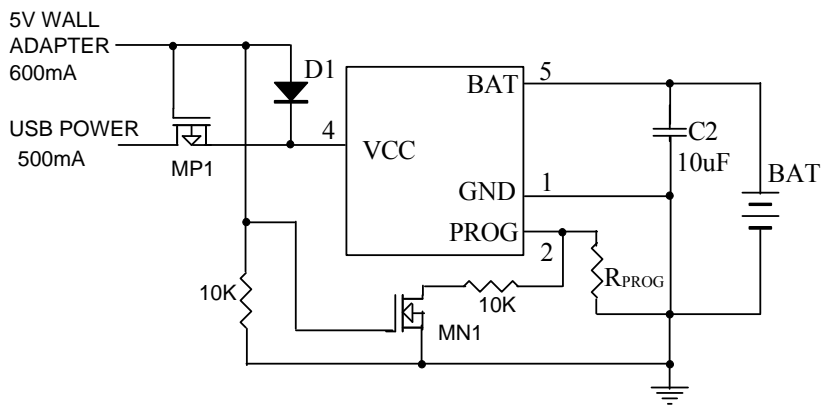 5V WALL
ADAPTER
600mA
D1
BAT
5
USB POWER
500mA
4
VCC
C2
10uF
MP1
GND
1
BAT
PROG
2
10K
10K
RPROG
MN1